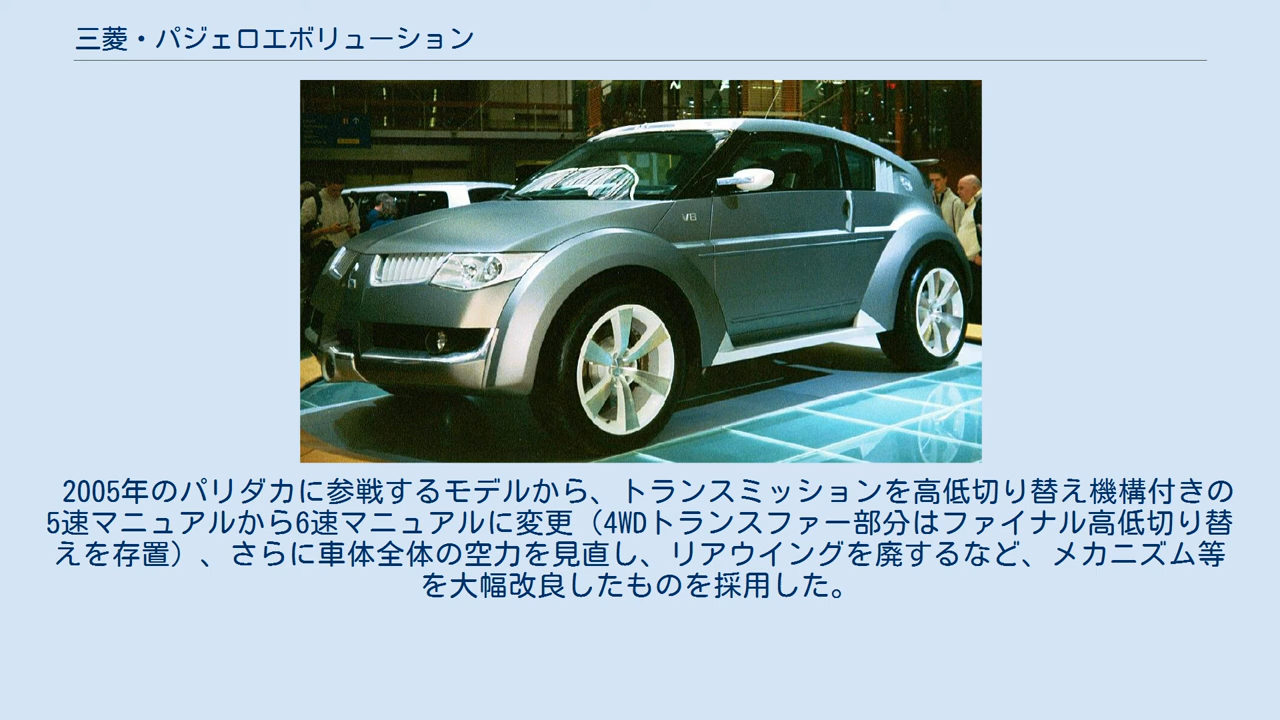 三菱・パジェロエボリューション
V6
2005年のパリダカに参戦するモデルから、トランスミッションを高低切り替え機構付きの
5速マニュアルから6速マニュアルに変更（4WDトランスファー部分はファイナル高低切り替
えを存置）、さらに車体全体の空力を見直し、リアウイングを廃するなど、メカニズム等
を大幅改良したものを採用した。